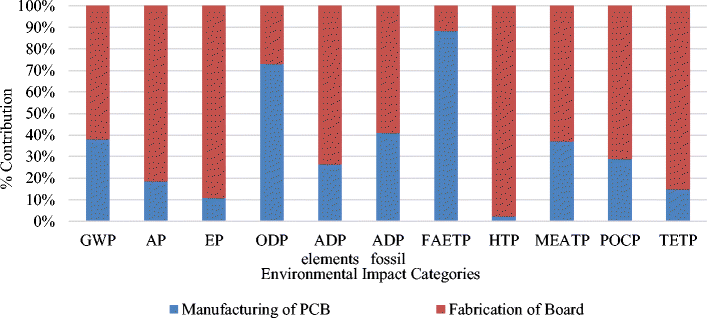 100%
90%
80%
70%
60%
50%
40%
30%
20%
10%
0%
% Contribution
GWP AP EP ODP ADP elements ADP fossil FAETP HTP MEATP POCP TETP
Environmental Impact Categories
Manufacturing of PCB Fabrication of Board